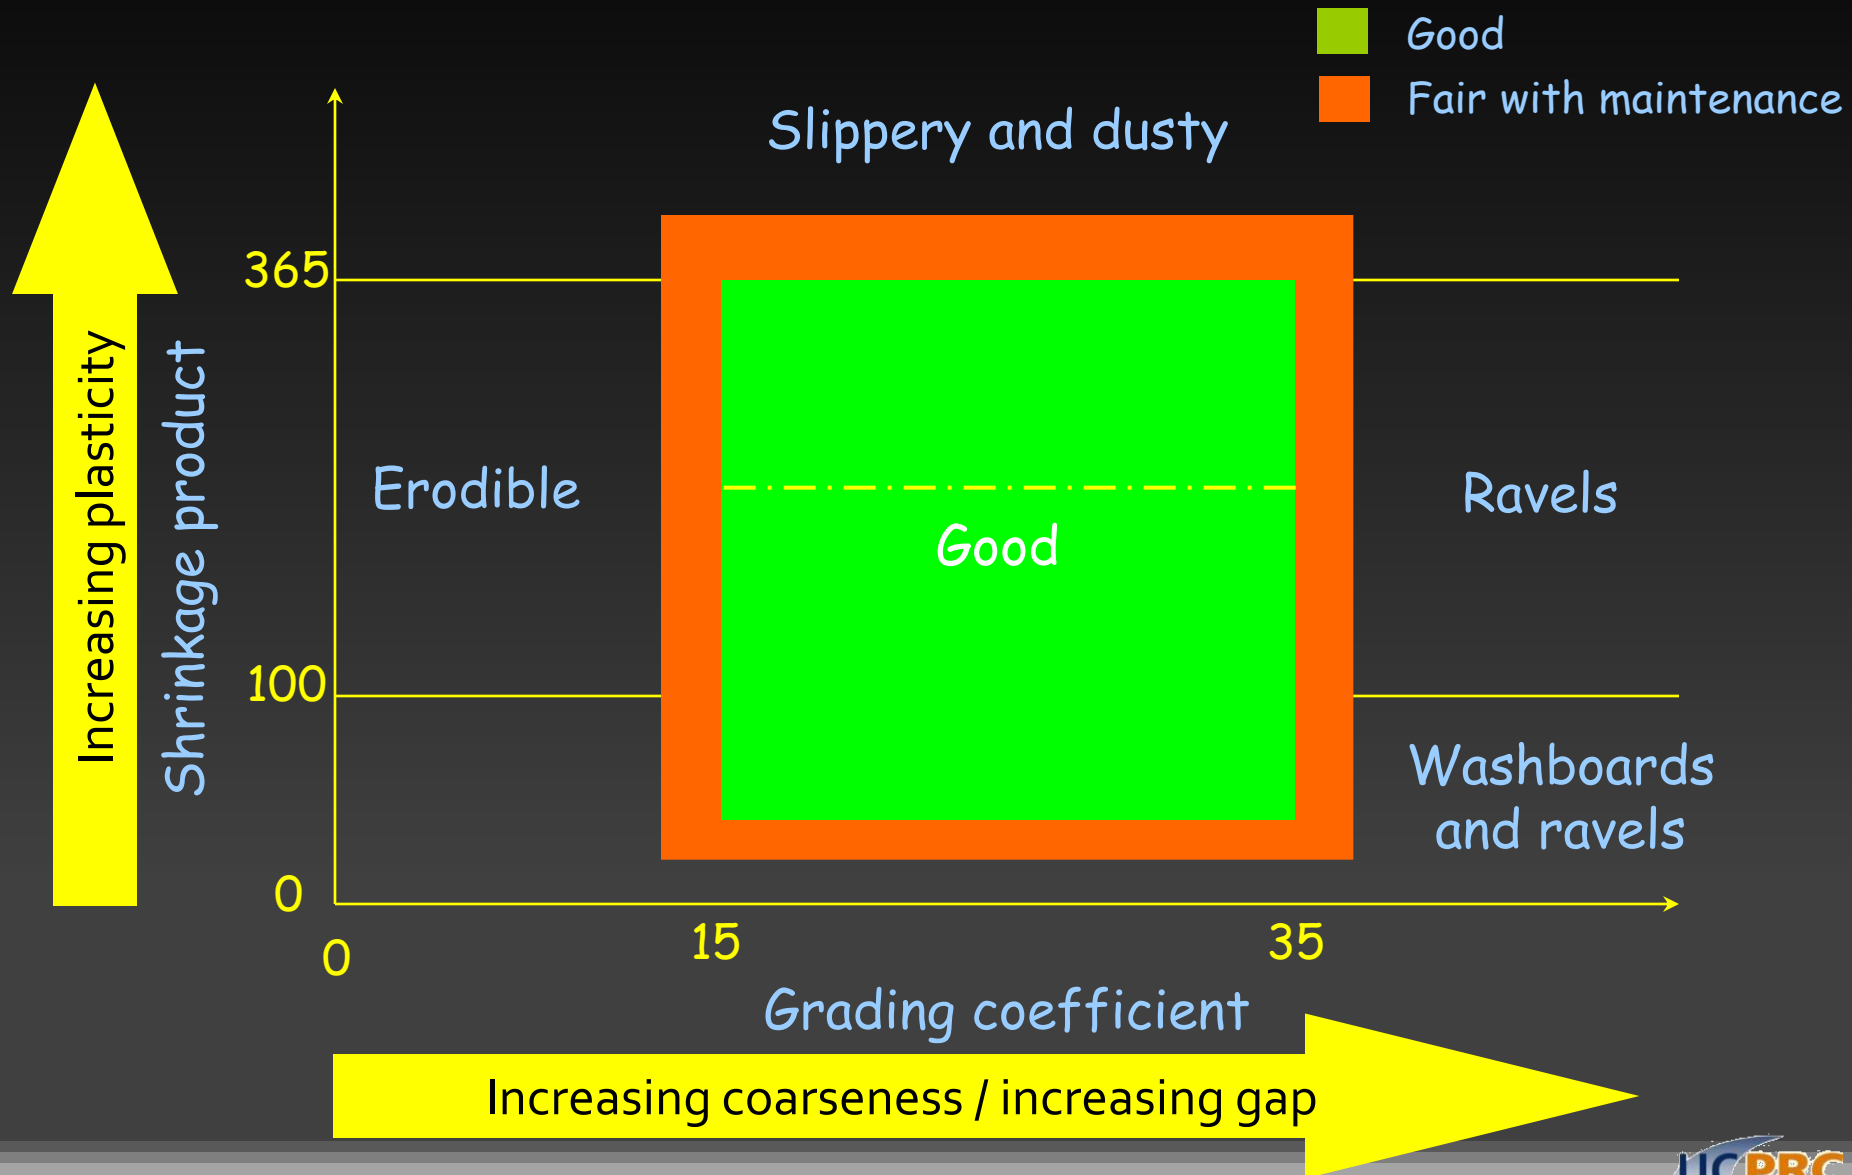 Good
Fair with maintenance
Slippery and dusty
365
Increasing plasticity
Shrinkage product
Erodible
Good
Ravels
100
Washboards
and ravels
0
0
15
35
Grading coefficient
Increasing coarseness / increasing gap
UCPRC